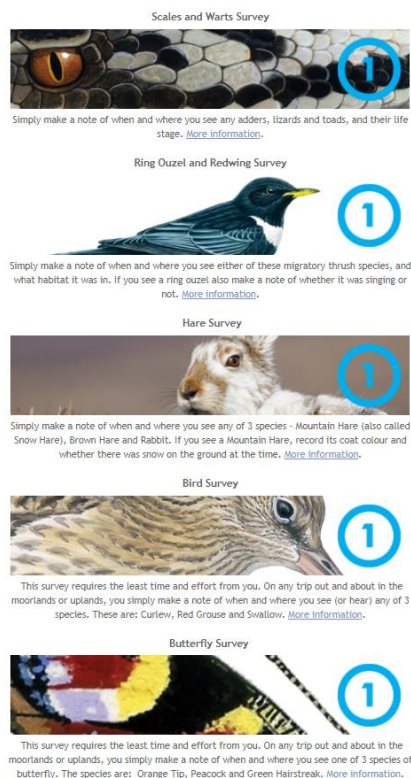 Scales and Warts Survey
1
Simply make a note of when and where you see any adders, lizards and toads, and their life
stage. More information.
Ring Ouzel and Redwing Survey
1
Simply make a note of when and where you see either of these migratory thrush species, and
what habitat it was in. If you see a ring ouzel also make a note of whether it was singing or
not. More information.
Hare Survey
1
Simply make a note of when and where you see any of 3 species - Mountain Hare (also called
Snow Hare), Brown Hare and Rabbit. If you see a Mountain Hare, record its coat colour and
whether there was snow on the ground at the time. More information.
Bird Survey
1
This survey requires the least time and effort from you. On any trip out and about in the
moorlands or uplands, you simply make a note of when and where you see (or hear) any of 3
species. These are: Curlew, Red Grouse and Swallow. More information.
Butterfly Survey
1
This survey requires the least time and effort from you. On any trip out and about in the
moorlands or uplands, you simply make a note of when and where you see one of 3 species of
butterfly. The species are: Orange Tip, Peacock and Green Hairstreak. More information.